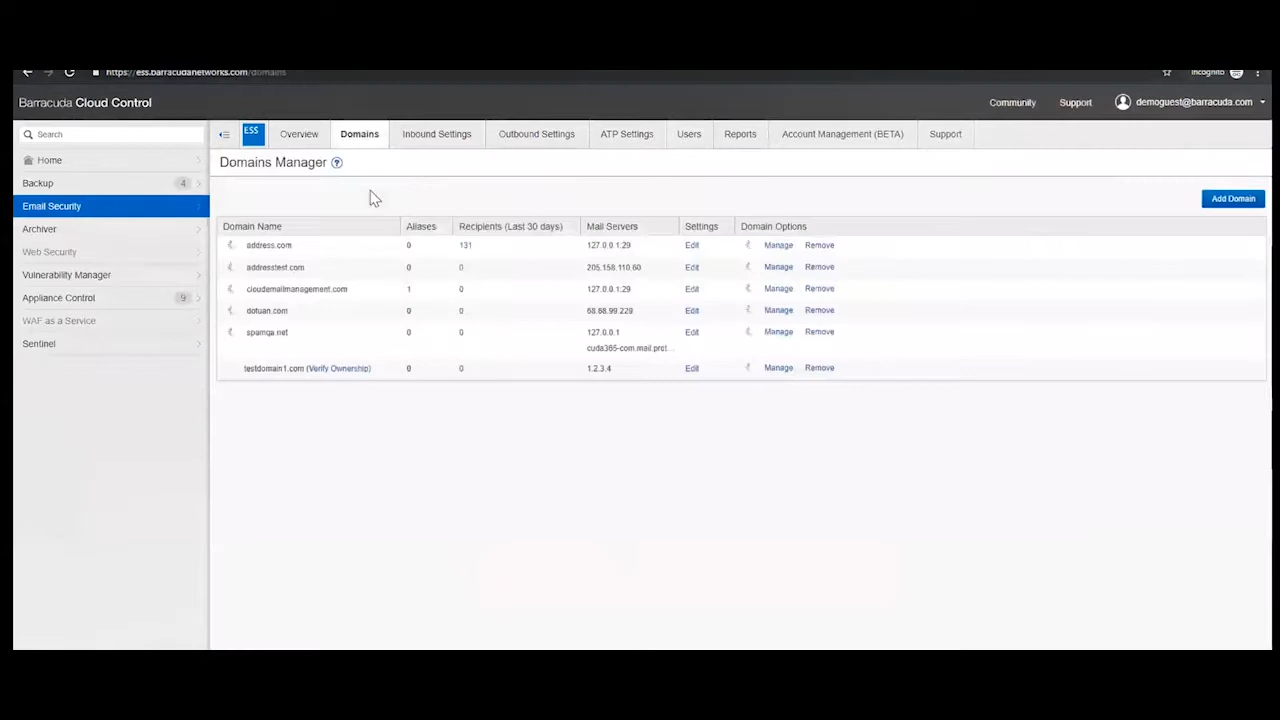 https://ess.barracudanetworks.com/domains Incognito
Barracuda Cloud Control Community Support demoguest@barracuda.com
Search ESS Overview Domains Inbound Settings Outbound Settings ATP Settings Users Reports Account Management (BETA) Support
Home
Backup 4
Email Security
Archiver
Web Security
Vulnerability Manager
Appliance Control 9
WAF as a Service
Sentinel
Domains Manager ?
Add Domain
Domain Name Aliases Recipients (Last 30 days) Mail Servers Settings Domain Options
address.com 0 131 127.0.0.1:29 Edit Manage Remove
addresstest.com 0 0 205.158.110.60 Edit Manage Remove
cloudemailmanagement.com 1 0 127.0.0.1:29 Edit Manage Remove
dotuan.com 0 0 68.68.99.229 Edit Manage Remove
spamqa.net 0 0 127.0.0.1 Edit Manage Remove
cuda365-com.mail.prot...
testdomain1.com (Verify Ownership) 0 0 1.2.3.4 Edit Manage Remove